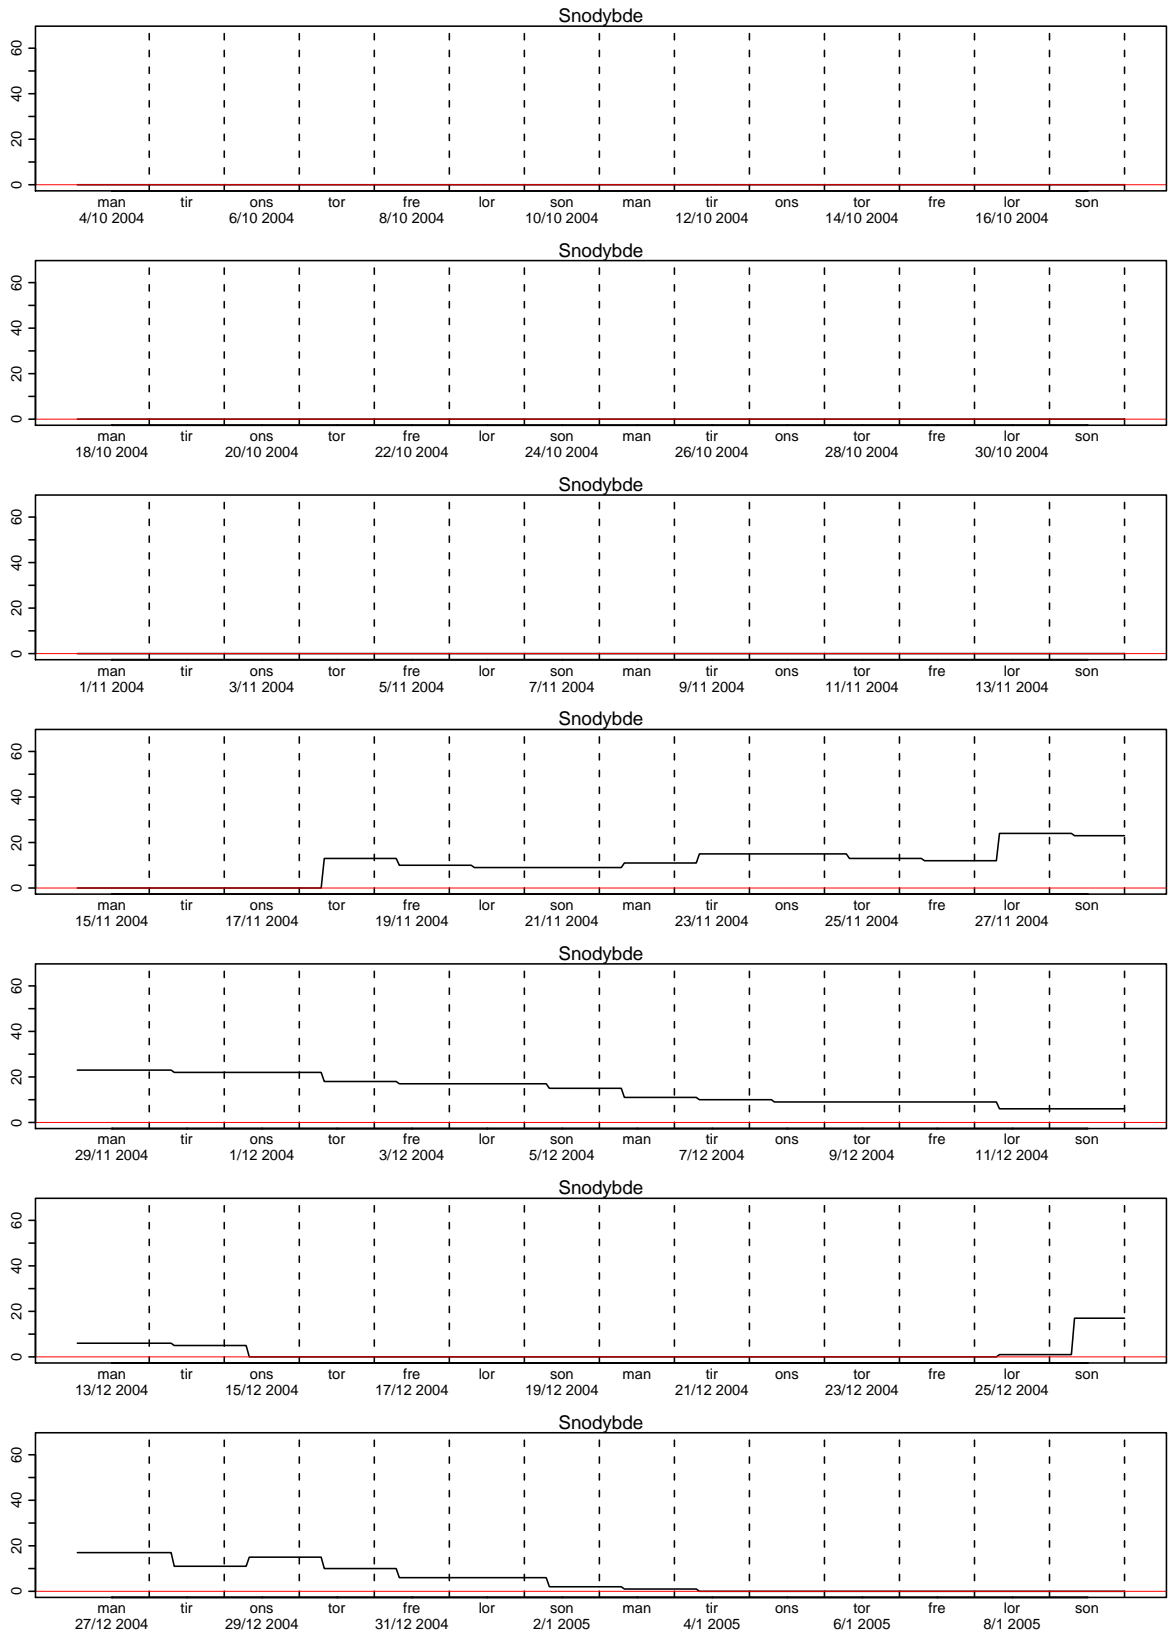 Snodybde
60
40
20
0
man tir ons tor fre lor son man tir ons tor fre lor son
4/10 2004 6/10 2004 8/10 2004 10/10 2004 12/10 2004 14/10 2004 16/10 2004
Snodybde
60
40
20
0
man tir ons tor fre lor son man tir ons tor fre lor son
18/10 2004 20/10 2004 22/10 2004 24/10 2004 26/10 2004 28/10 2004 30/10 2004
Snodybde
60
40
20
0
man tir ons tor fre lor son man tir ons tor fre lor son
1/11 2004 3/11 2004 5/11 2004 7/11 2004 9/11 2004 11/11 2004 13/11 2004
Snodybde
60
40
20
0
man tir ons tor fre lor son man tir ons tor fre lor son
15/11 2004 17/11 2004 19/11 2004 21/11 2004 23/11 2004 25/11 2004 27/11 2004
Snodybde
60
40
20
0
man tir ons tor fre lor son man tir ons tor fre lor son
29/11 2004 1/12 2004 3/12 2004 5/12 2004 7/12 2004 9/12 2004 11/12 2004
Snodybde
60
40
20
0
man tir ons tor fre lor son man tir ons tor fre lor son
13/12 2004 15/12 2004 17/12 2004 19/12 2004 21/12 2004 23/12 2004 25/12 2004
Snodybde
60
40
20
0
man tir ons tor fre lor son man tir ons tor fre lor son
27/12 2004 29/12 2004 31/12 2004 2/1 2005 4/1 2005 6/1 2005 8/1 2005